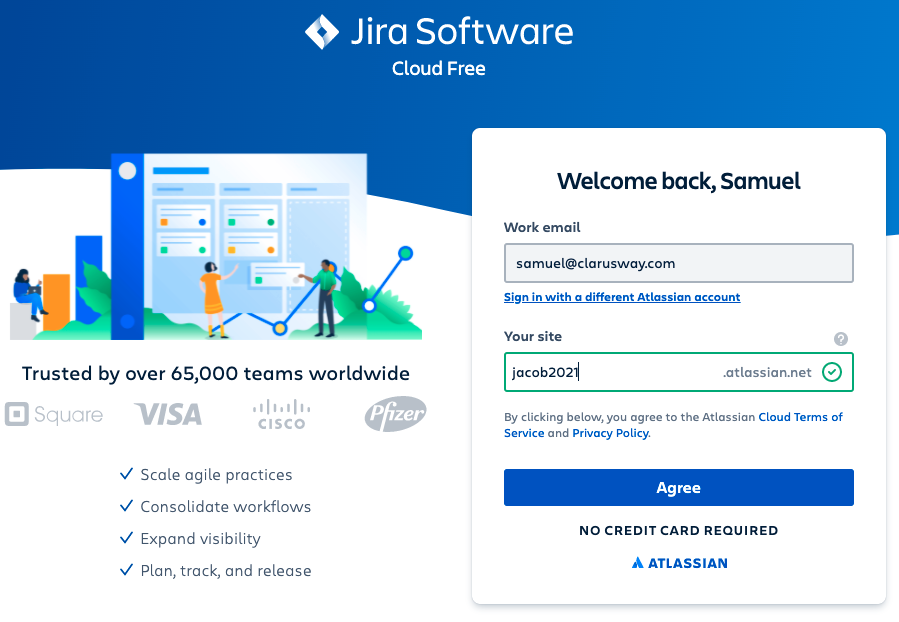 Jira Software
Cloud Free
Welcome back, Samuel
Work email
samuel@clarusway.com
Sign in with a different Atlassian account
Your site
?
jacob2021
.atlassian.net
By clicking below, you agree to the Atlassian Cloud Terms of
Service and Privacy Policy.
Agree
NO CREDIT CARD REQUIRED
ATLASSIAN
Trusted by over 65,000 teams worldwide
Square
VISA
CISCO
Pfizer
Scale agile practices
Consolidate workflows
Expand visibility
Plan, track, and release